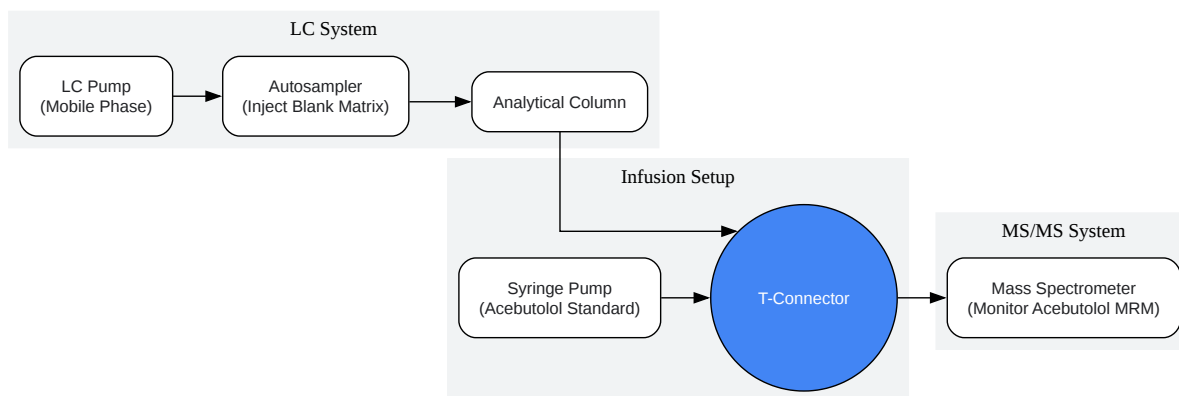 LC System
LC Pump
(Mobile Phase)
Autosampler
(Inject Blank Matrix)
Analytical Column
Infusion Setup
Syringe Pump
(Acebutolol Standard)
T-Connector
MS/MS System
Mass Spectrometer
(Monitor Acebutolol MRM)